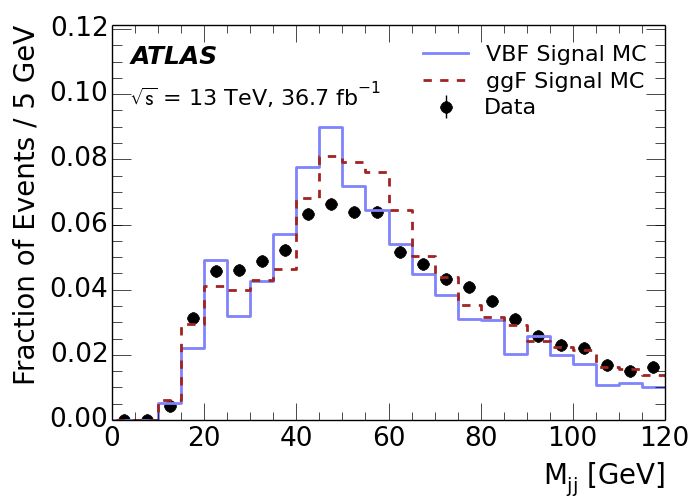 0.12
0.10
0.08
0.06
0.04
0.02
0.00
Fraction of Events / 5 GeV
ATLAS
√s = 13 TeV, 36.7 fb⁻¹
VBF Signal MC
ggF Signal MC
Data
0 20 40 60 80 100 120
M_jj [GeV]